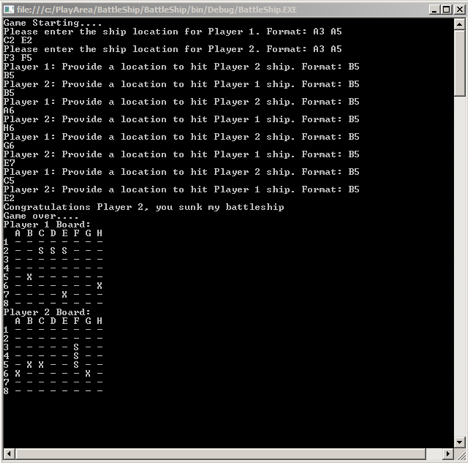 file:///c:/PlayArea/BattleShip/BattleShip/bin/Debug/BattleShip.EXE
Game Starting....
Please enter the ship location for Player 1. Format: A3 A5
C2 E2
Please enter the ship location for Player 2. Format: A3 A5
F3 F5
Player 1: Provide a location to hit Player 2 ship. Format: B5
B5
Player 2: Provide a location to hit Player 1 ship. Format: B5
B5
Player 1: Provide a location to hit Player 2 ship. Format: B5
A6
Player 2: Provide a location to hit Player 1 ship. Format: B5
H6
Player 1: Provide a location to hit Player 2 ship. Format: B5
G6
Player 2: Provide a location to hit Player 1 ship. Format: B5
E7
Player 1: Provide a location to hit Player 2 ship. Format: B5
C5
Player 2: Provide a location to hit Player 1 ship. Format: B5
E2
Congratulations Player 2, you sunk my battleship
Game over....
Player 1 Board:
  A B C D E F G H
1 - - - - - - - -
2 - - S S S - - -
3 - - - - - - - -
4 - - - - - - - -
5 - X - - - - - -
6 - - - - - - - X
7 - - - - X - - -
8 - - - - - - - -
Player 2 Board:
  A B C D E F G H
1 - - - - - - - -
2 - - - - - - - -
3 - - - - - S - -
4 - - - - - S - -
5 - X X - - S - -
6 X - - - - - X -
7 - - - - - - - -
8 - - - - - - - -